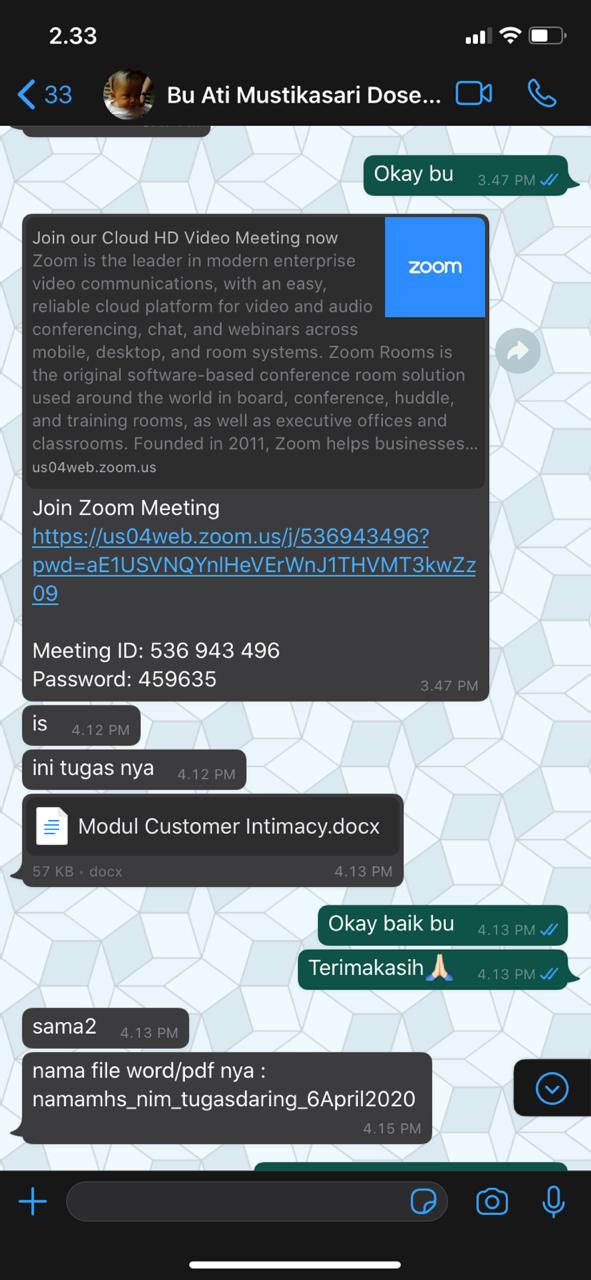 2.33
33
Bu Ati Mustikasari Dose...
Okay bu 3.47 PM
Join our Cloud HD Video Meeting now
zoom
Zoom is the leader in modern enterprise
video communications, with an easy,
reliable cloud platform for video and audio
conferencing, chat, and webinars across
mobile, desktop, and room systems. Zoom Rooms is
the original software-based conference room solution
used around the world in board, conference, huddle,
and training rooms, as well as executive offices and
classrooms. Founded in 2011, Zoom helps businesses...
us04web.zoom.us
Join Zoom Meeting
https://us04web.zoom.us/j/536943496?
pwd=aE1USVNQYnlHeVErWnJ1THVMT3kwZz
09
Meeting ID: 536 943 496
Password: 459635
3.47 PM
is 4.12 PM
ini tugas nya 4.12 PM
Modul Customer Intimacy.docx
57 KB • docx 4.13 PM
Okay baik bu 4.13 PM
Terimakasih🙏🏻 4.13 PM
sama2 4.13 PM
nama file word/pdf nya :
namamhs_nim_tugasdaring_6April2020
4.15 PM